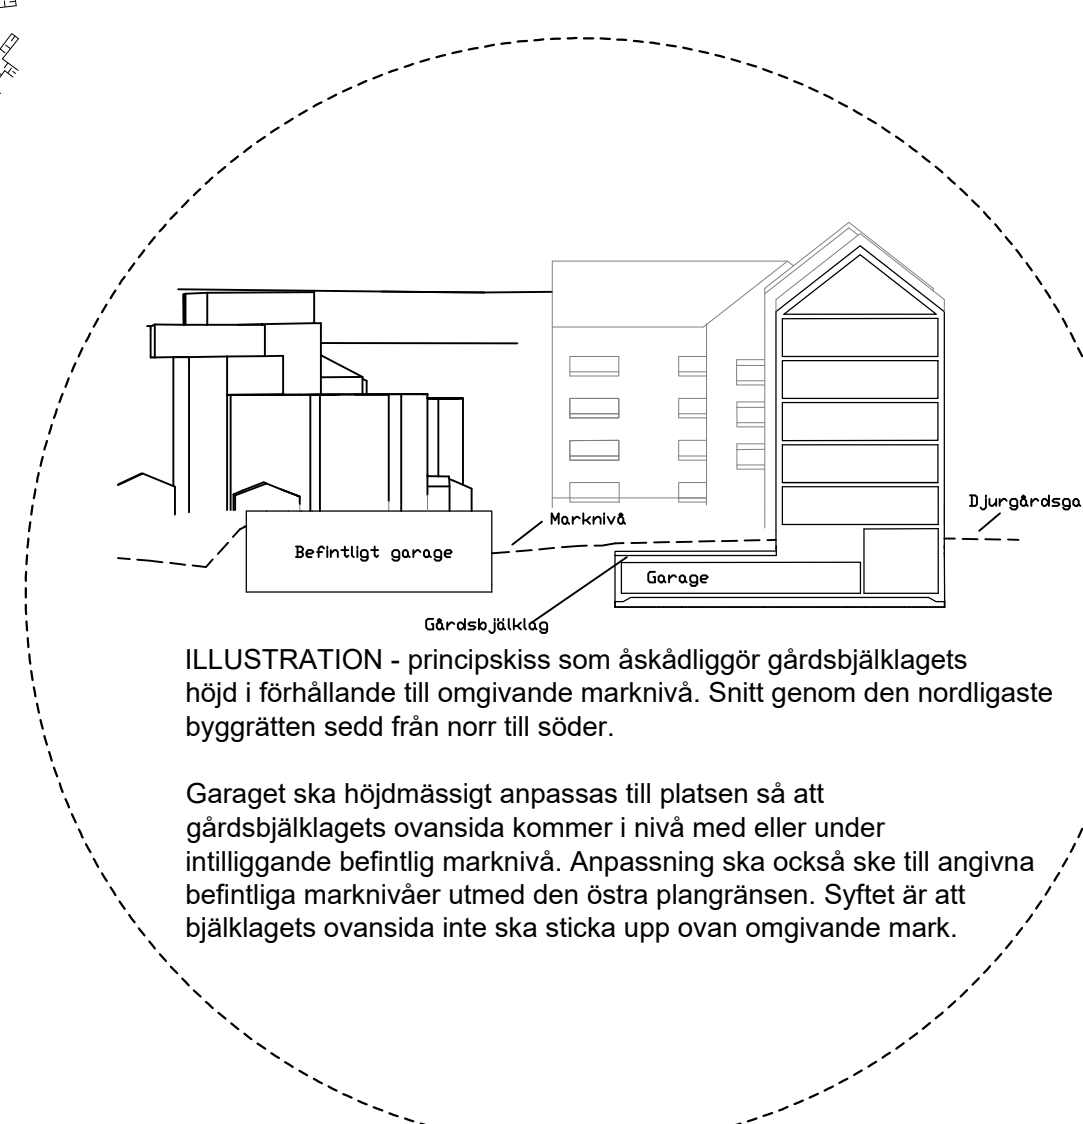 Marknivå
Djurgårdsga
Befintligt garage
Garage
Gårdsbjälklag
ILLUSTRATION - principskiss som åskådliggör gårdsbjälklagets
höjd i förhållande till omgivande marknivå. Snitt genom den nordligaste
byggrätten sedd från norr till söder.
Garaget ska höjdmässigt anpassas till platsen så att
gårdsbjälklagets ovansida kommer i nivå med eller under
intilliggande befintlig marknivå. Anpassning ska också ske till angivna
befintliga marknivåer utmed den östra plangränsen. Syftet är att
bjälklagets ovansida inte ska sticka upp ovan omgivande mark.